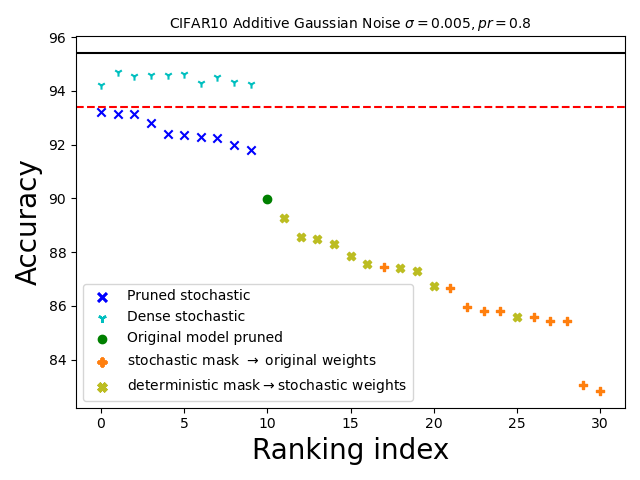 CIFAR10 Additive Gaussian Noise σ = 0.005, pr = 0.8
96
94
92
90
88
86
84
Accuracy
Pruned stochastic
Dense stochastic
Original model pruned
stochastic mask → original weights
deterministic mask → stochastic weights
0 5 10 15 20 25 30
Ranking index